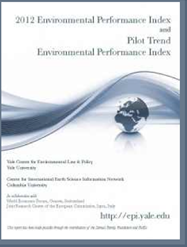 2012 Environmental Performance Index
and
Pilot Trend
Environmental Performance Index
Yale Center for Environmental Law & Policy
Yale University
Center for International Earth Science Information Network
Columbia University
In collaboration with
World Economic Forum, Geneva, Switzerland
Joint Research Center of the European Commission, Ispra, Italy
http://epi.yale.edu